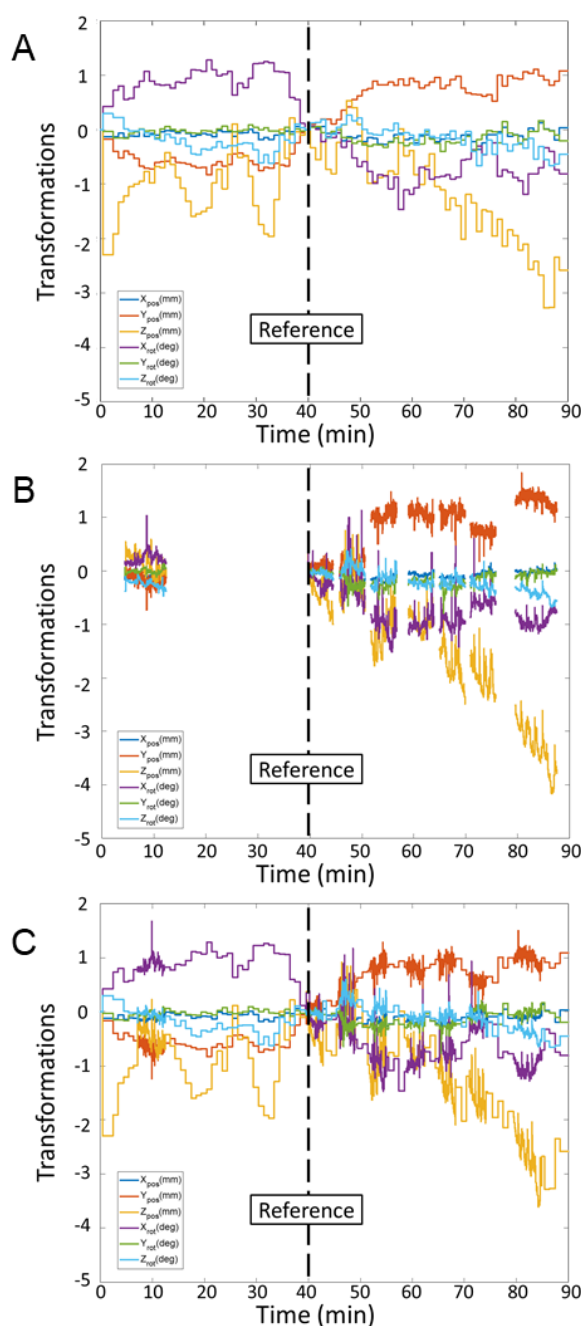 A
Transformations
2
1
0
-1
-2
-3
-4
-5
Xpos(mm)
Ypos(mm)
Zpos(mm)
Xrot(deg)
Yrot(deg)
Zrot(deg)
Reference
0 10 20 30 40 50 60 70 80 90
Time (min)
B
Transformations
2
1
0
-1
-2
-3
-4
-5
Xpos(mm)
Ypos(mm)
Zpos(mm)
Xrot(deg)
Yrot(deg)
Zrot(deg)
Reference
0 10 20 30 40 50 60 70 80 90
Time (min)
C
Transformations
2
1
0
-1
-2
-3
-4
-5
Xpos(mm)
Ypos(mm)
Zpos(mm)
Xrot(deg)
Yrot(deg)
Zrot(deg)
Reference
0 10 20 30 40 50 60 70 80 90
Time (min)